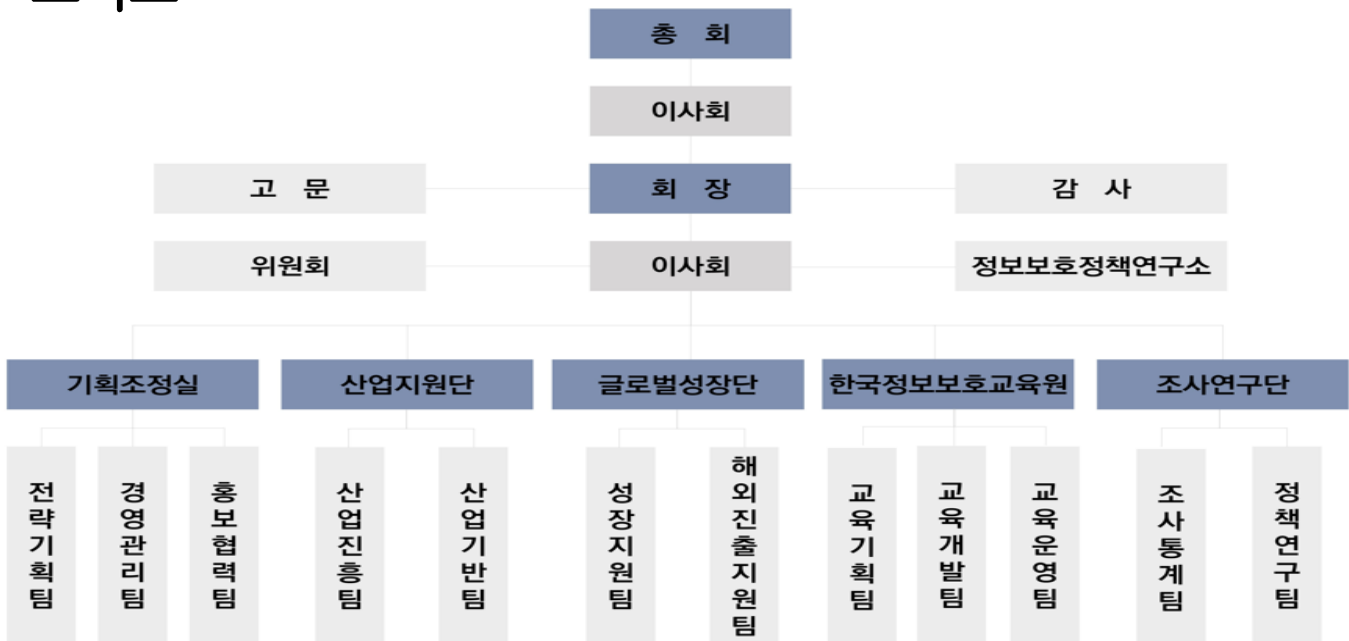 총 회
이사회
고 문
회 장
감 사
위원회
이사회
정보보호정책연구소
기획조정실
산업지원단
글로벌성장단
한국정보보호교육원
조사연구단
전략기획팀
경영관리팀
홍보협력팀
산업진흥팀
산업기반팀
성장지원팀
해외진출지원팀
교육기획팀
교육개발팀
교육운영팀
조사통계팀
정책연구팀